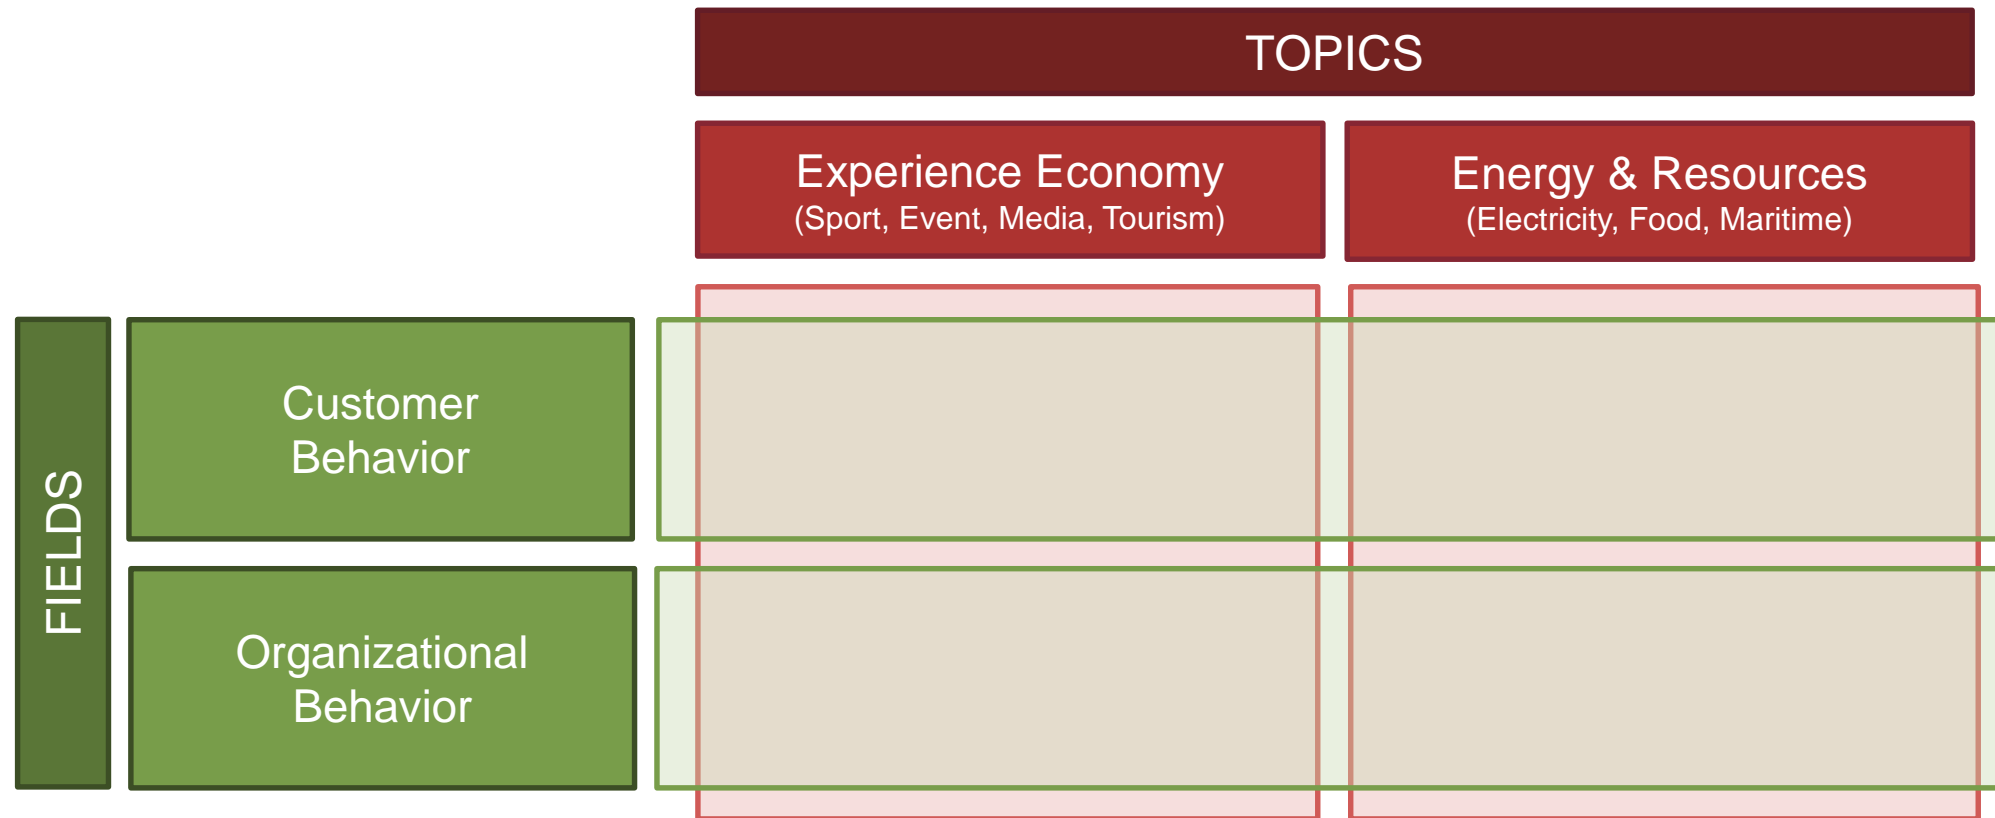 TOPICS
Experience Economy
(Sport, Event, Media, Tourism)
Energy & Resources
(Electricity, Food, Maritime)
FIELDS
Customer
Behavior
Organizational
Behavior